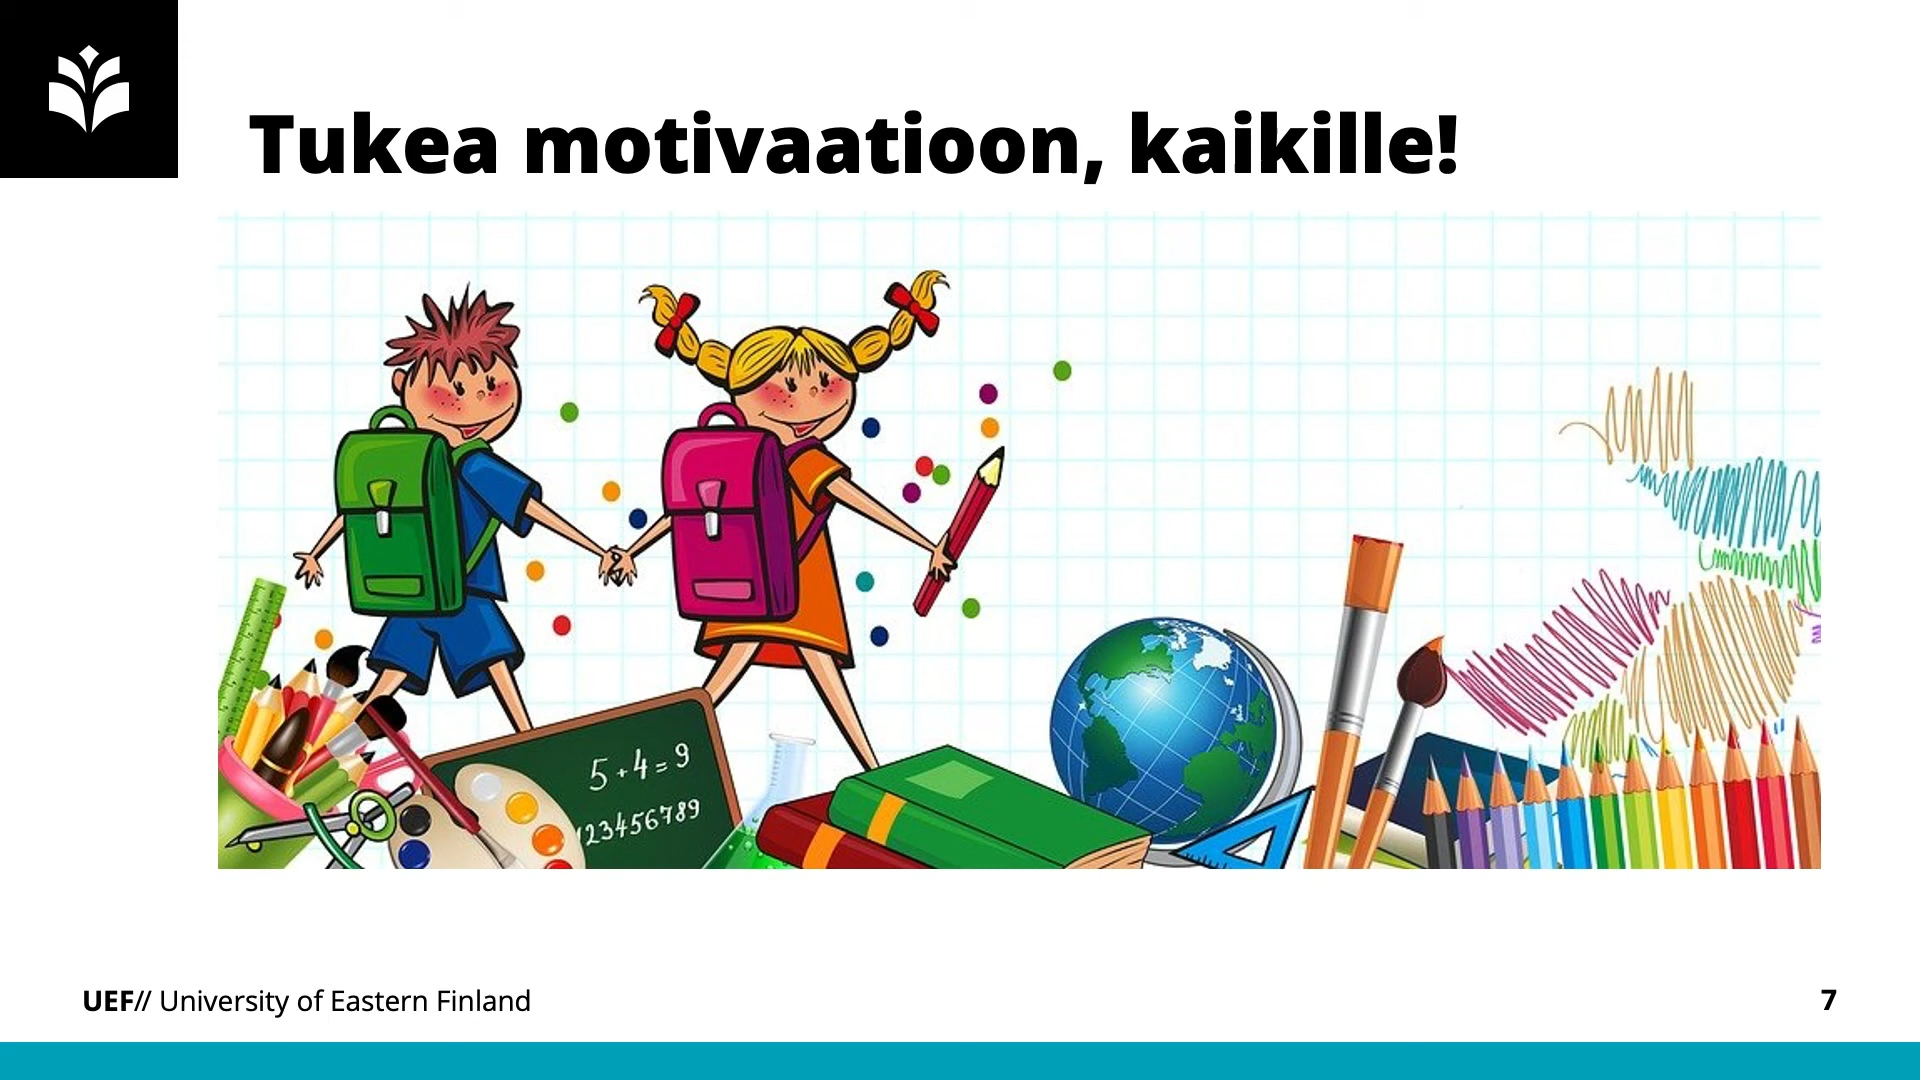 Tukea motivaatioon, kaikille!
5+4=9
123456789
UEF// University of Eastern Finland
7